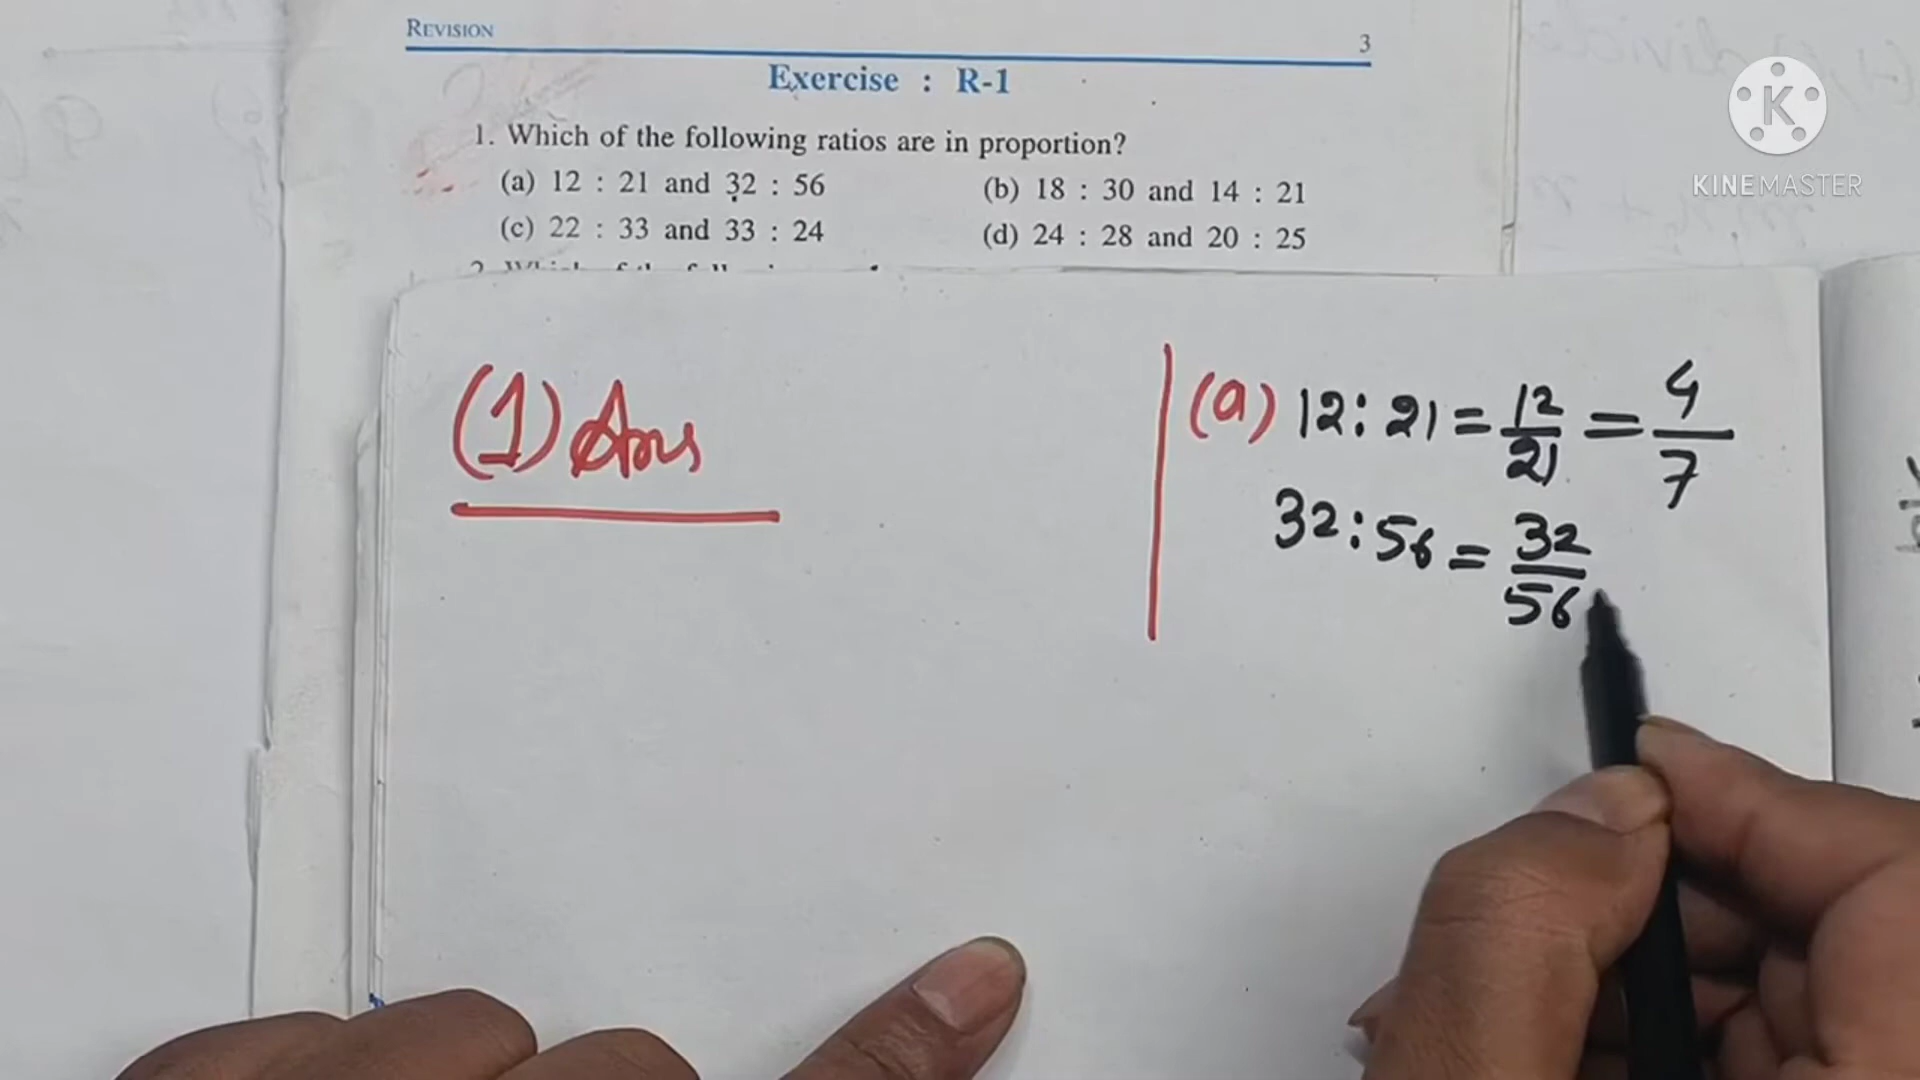 REVISION
3
Exercise : R-1
1. Which of the following ratios are in proportion?
(a) 12 : 21 and 32 : 56
(b) 18 : 30 and 14 : 21
(c) 22 : 33 and 33 : 24
(d) 24 : 28 and 20 : 25
K
KINEMASTER
(1) Ans
(a) 12:21 = 12/21 = 4/7
32:56 = 32/56